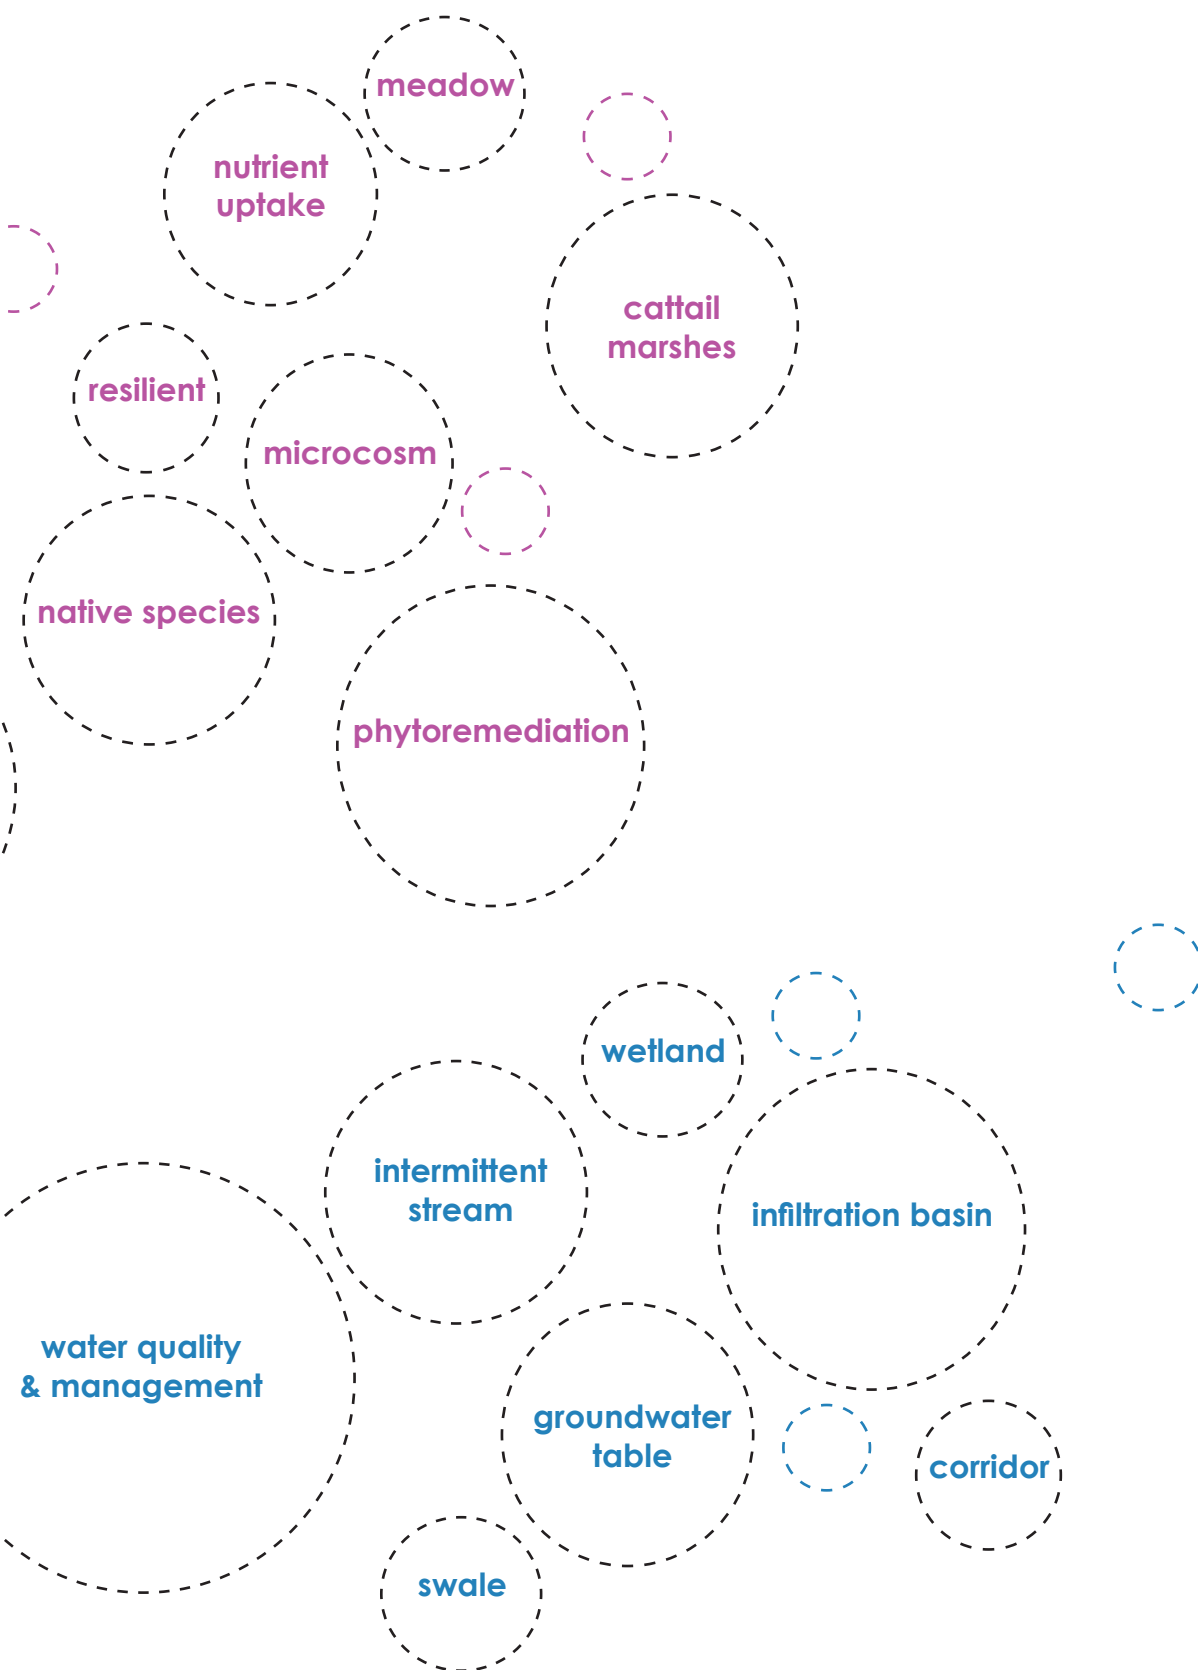 meadow
nutrient
uptake
cattail
marshes
resilient
microcosm
native species
phytoremediation
wetland
intermittent
stream
infiltration basin
water quality
& management
groundwater
table
corridor
swale